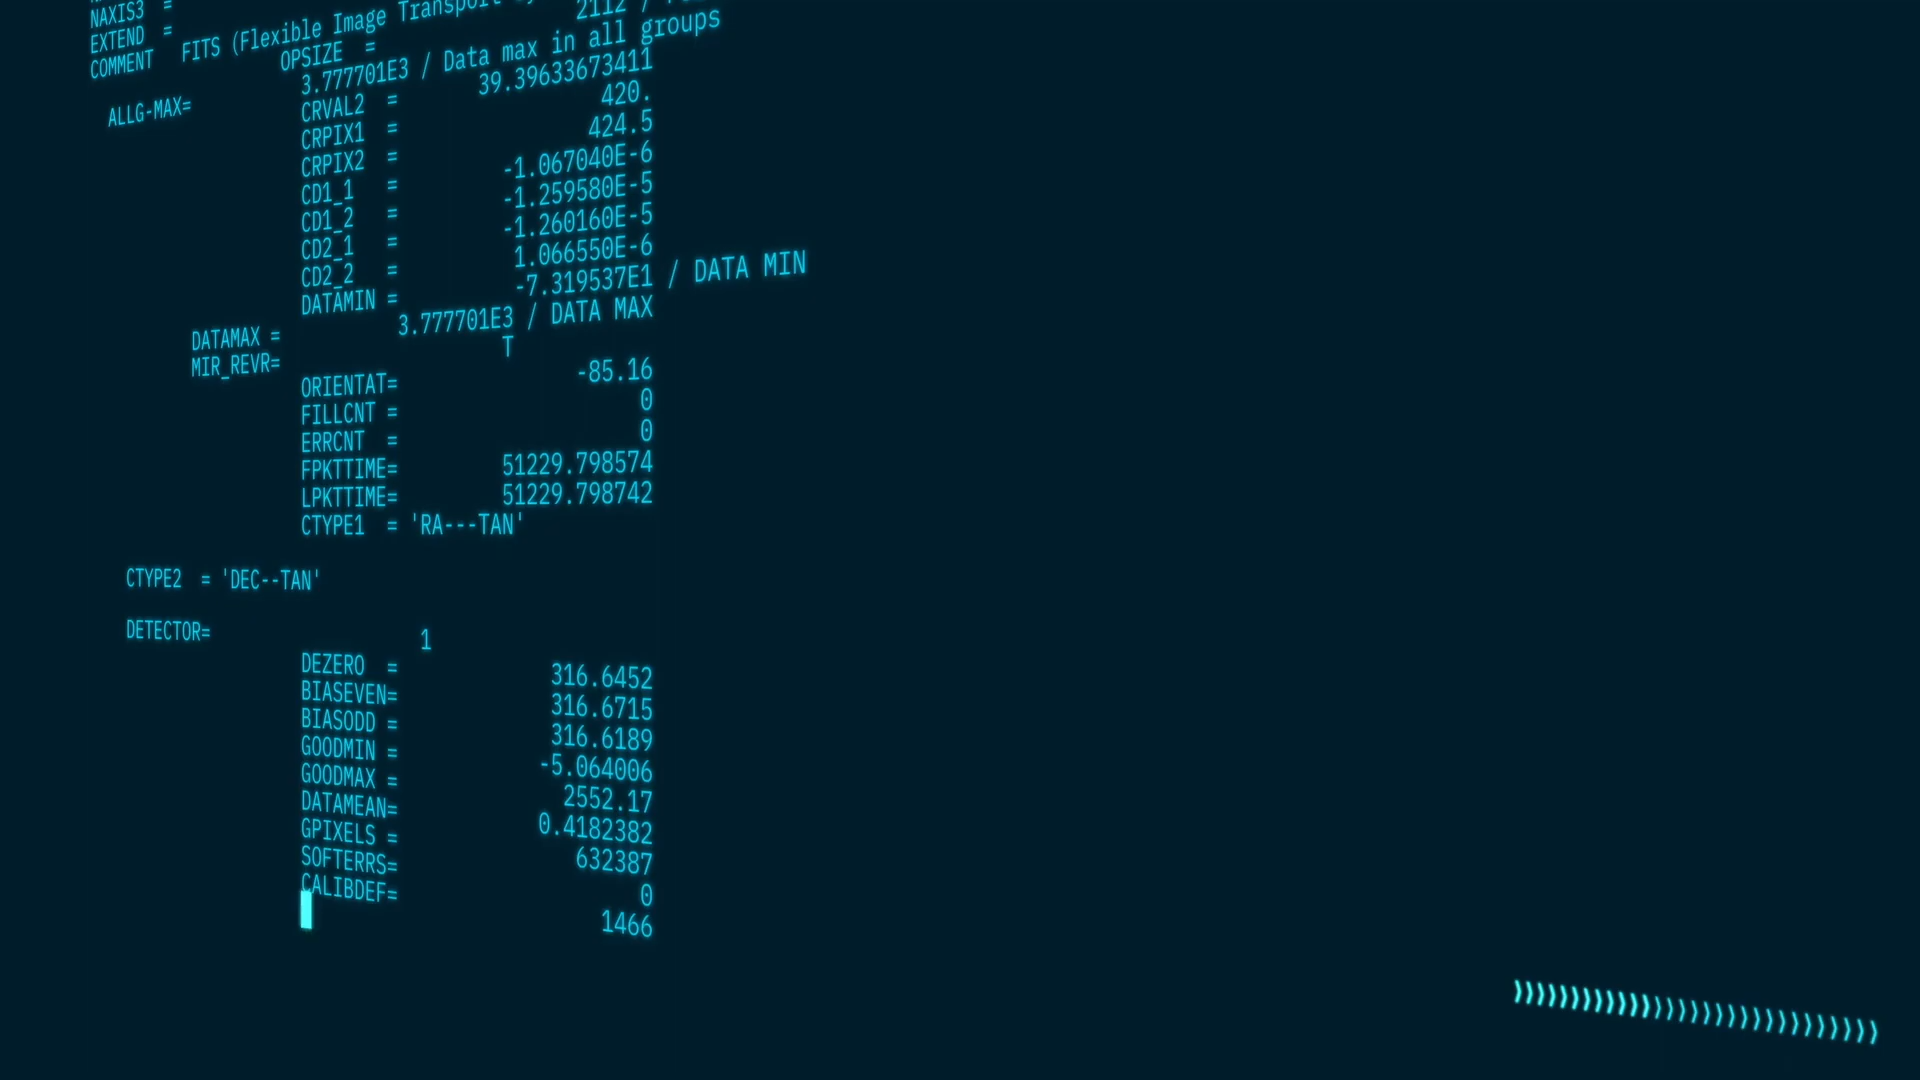 NAXIS3 =
EXTEND =
COMMENT FITS (Flexible Image Transport
OPSIZE = 2112 /
ALLG-MAX= 3.777701E3 / Data max in all groups
CRVAL2 = 39.39633673411
CRPIX1 = 420.
CRPIX2 = 424.5
CD1_1 = -1.067040E-6
CD1_2 = -1.259580E-5
CD2_1 = -1.260160E-5
CD2_2 = 1.066550E-6
DATAMIN = -7.319537E1 / DATA MIN
DATAMAX = 3.777701E3 / DATA MAX
MIR_REVR= T
ORIENTAT= -85.16
FILLCNT = 0
ERRCNT = 0
FPKTTIME= 51229.798574
LPKTTIME= 51229.798742
CTYPE1 = 'RA---TAN'
CTYPE2 = 'DEC--TAN'
DETECTOR= 1
DEZERO = 316.6452
BIASEVEN= 316.6715
BIASODD = 316.6189
GOODMIN = -5.064006
GOODMAX = 2552.17
DATAMEAN= 0.4182382
GPIXELS = 632387
SOFTERRS= 0
CALIBDEF= 1466